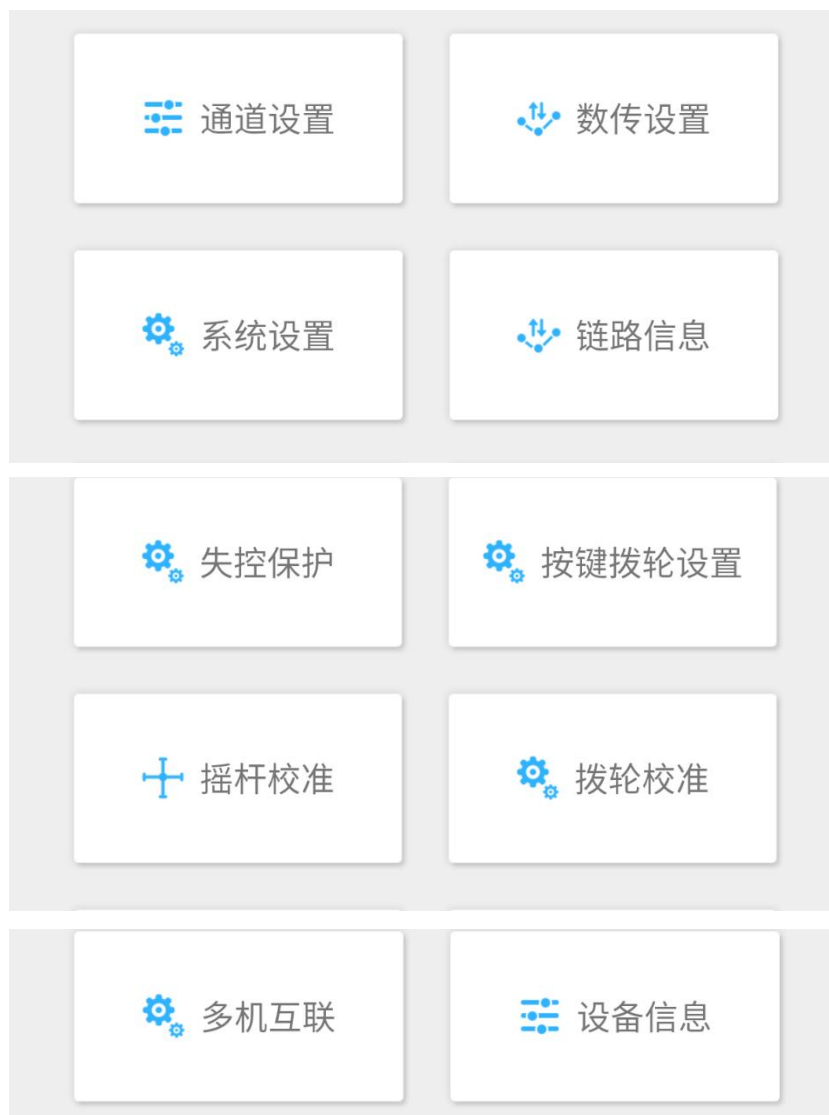 通道设置
数传设置
系统设置
链路信息
失控保护
按键拨轮设置
摇杆校准
拨轮校准
多机互联
设备信息